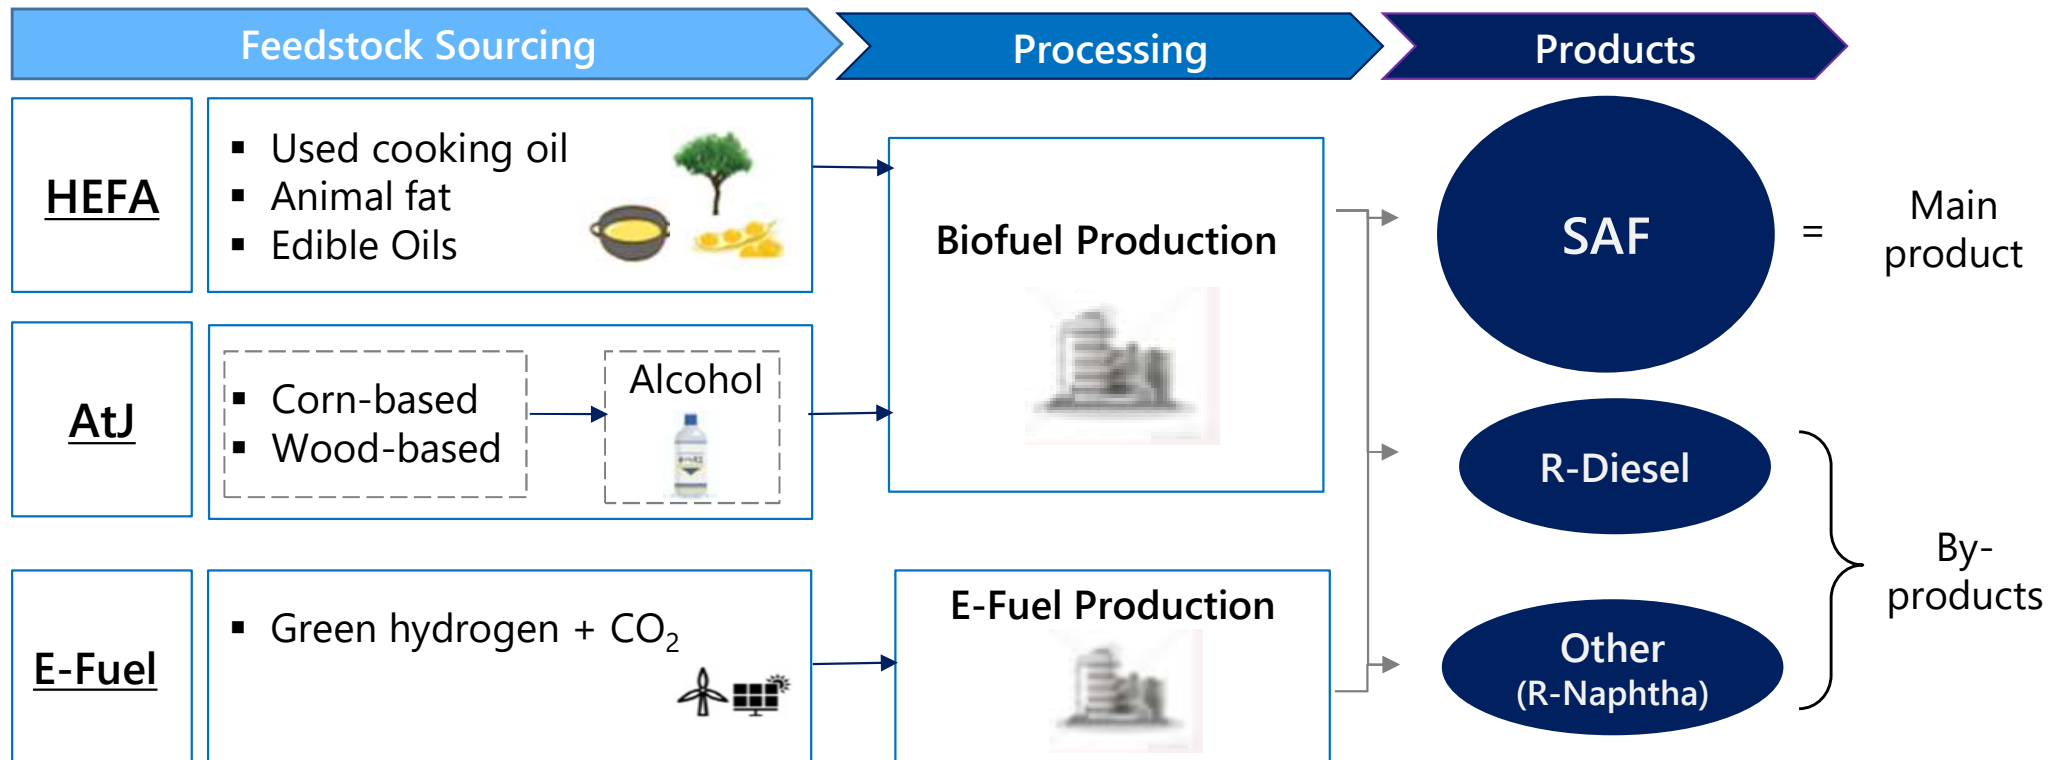 Feedstock Sourcing
Processing
Products
HEFA
▪ Used cooking oil
▪ Animal fat
▪ Edible Oils
Biofuel Production
SAF
=
Main
product
AtJ
▪ Corn-based
▪ Wood-based
Alcohol
R-Diesel
By-
products
E-Fuel
▪ Green hydrogen + CO₂
E-Fuel Production
Other
(R-Naphtha)